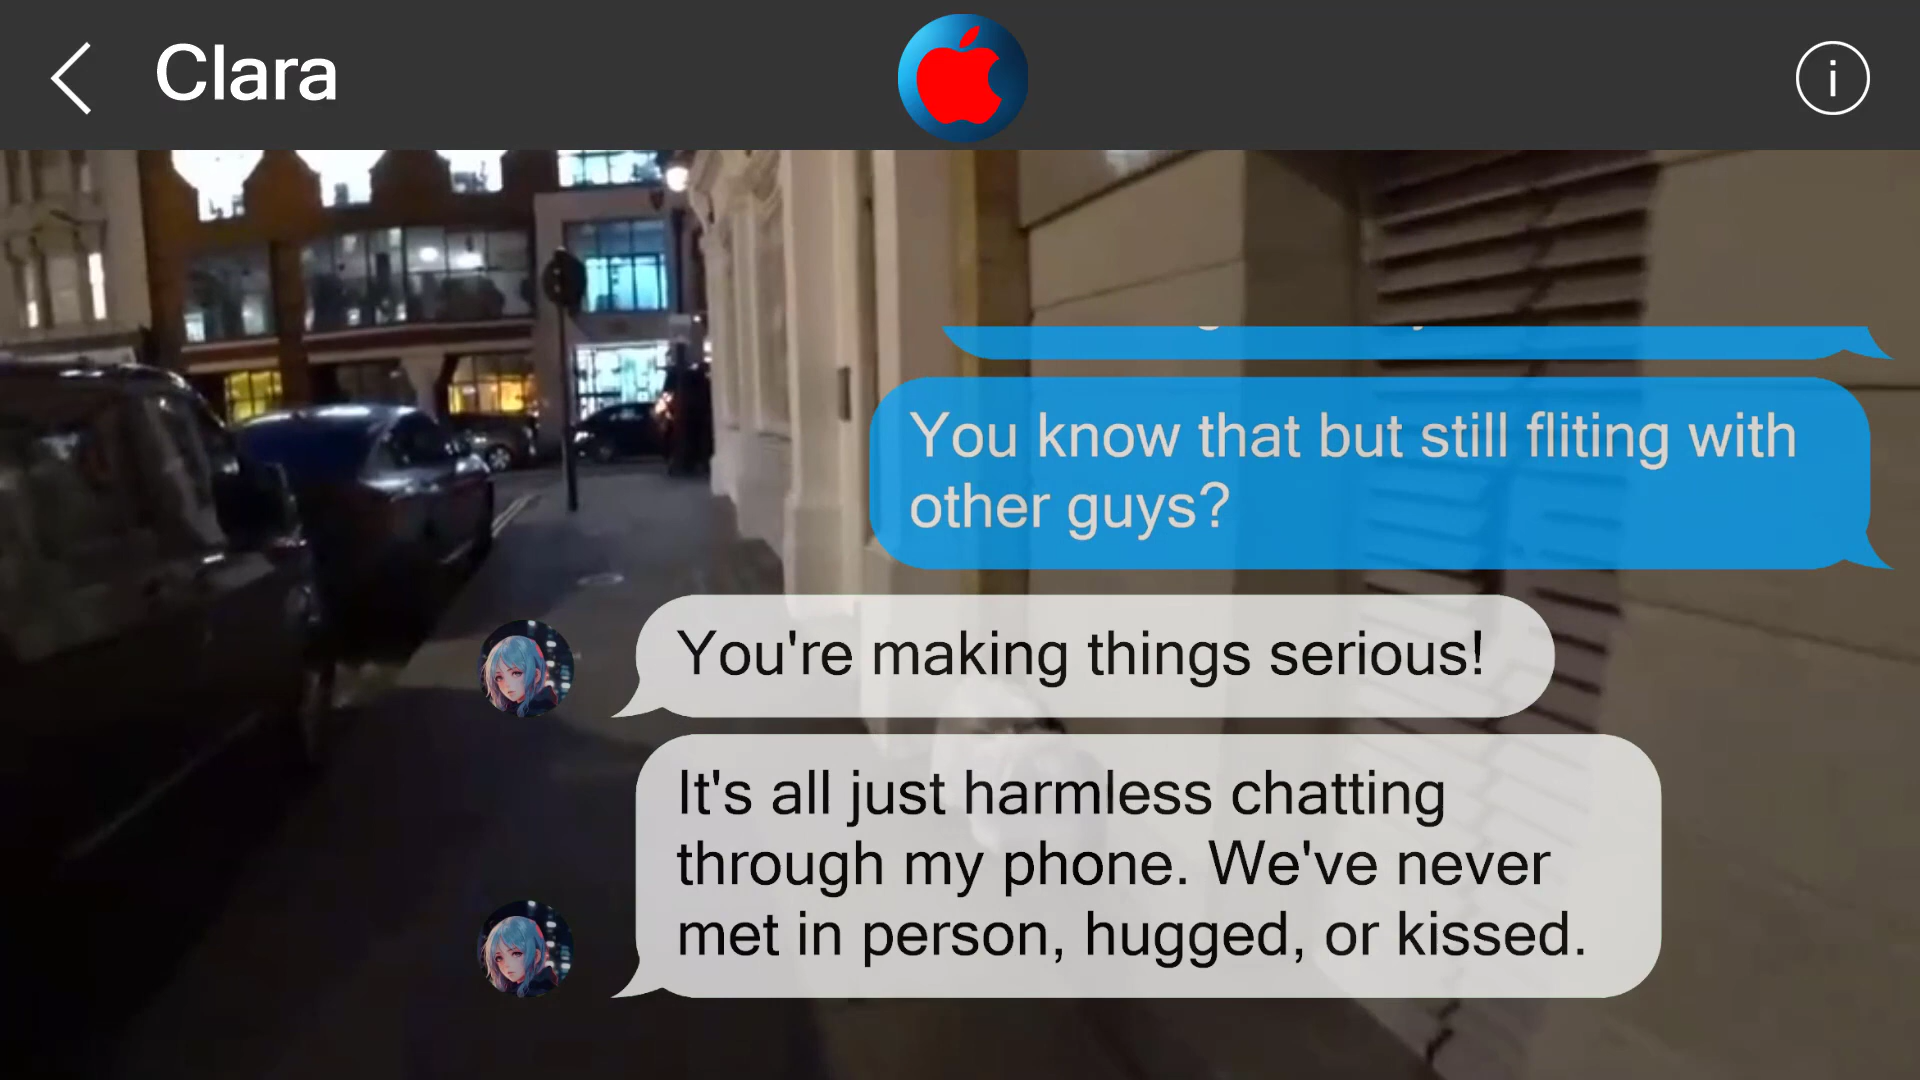 Clara
You know that but still fliting with
other guys?
You're making things serious!
It's all just harmless chatting
through my phone. We've never
met in person, hugged, or kissed.